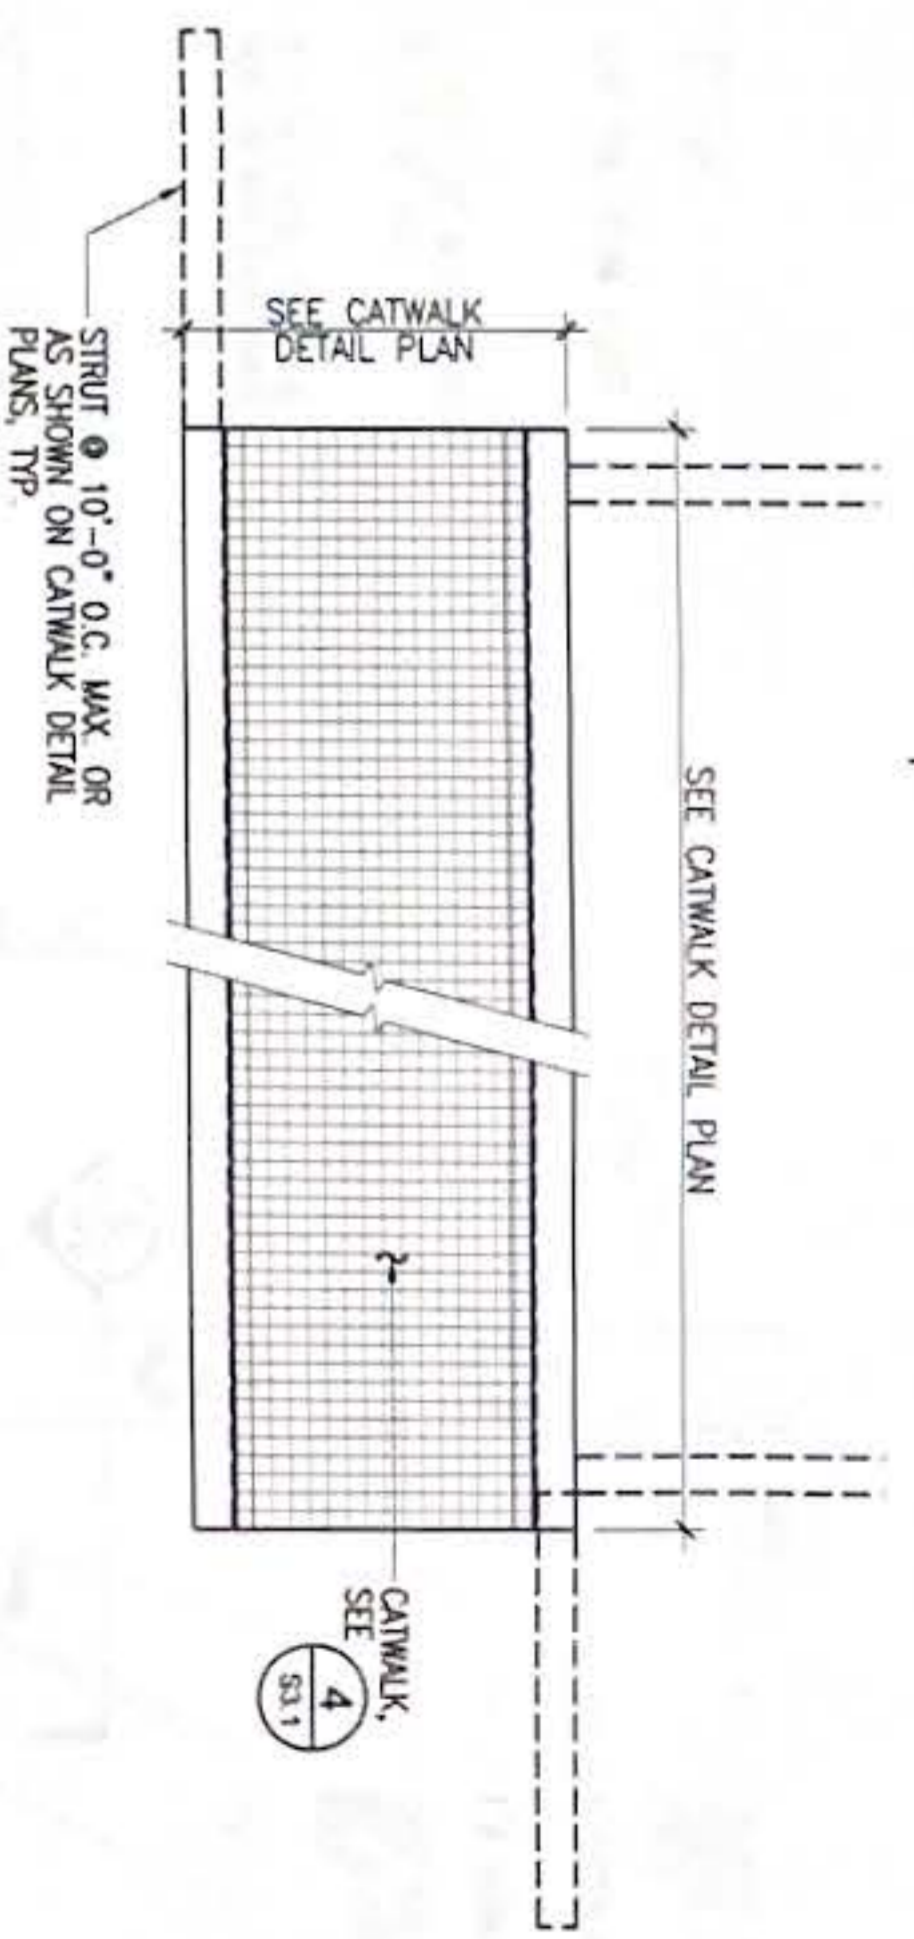 SEE CATWALK
DETAIL PLAN
SEE CATWALK DETAIL PLAN
STRUT @ 10'-0" O.C. MAX. OR
AS SHOWN ON CATWALK DETAIL
PLANS, TYP.
CATWALK,
SEE
4
S3.1